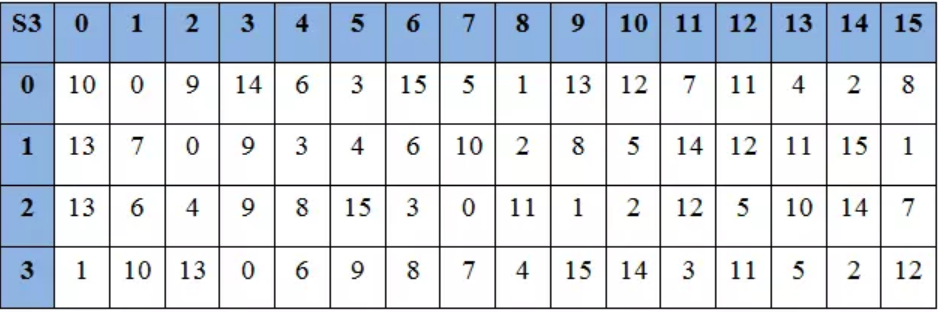 S3 0 1 2 3 4 5 6 7 8 9 10 11 12 13 14 15
0 10 0 9 14 6 3 15 5 1 13 12 7 11 4 2 8
1 13 7 0 9 3 4 6 10 2 8 5 14 12 11 15 1
2 13 6 4 9 8 15 3 0 11 1 2 12 5 10 14 7
3 1 10 13 0 6 9 8 7 4 15 14 3 11 5 2 12